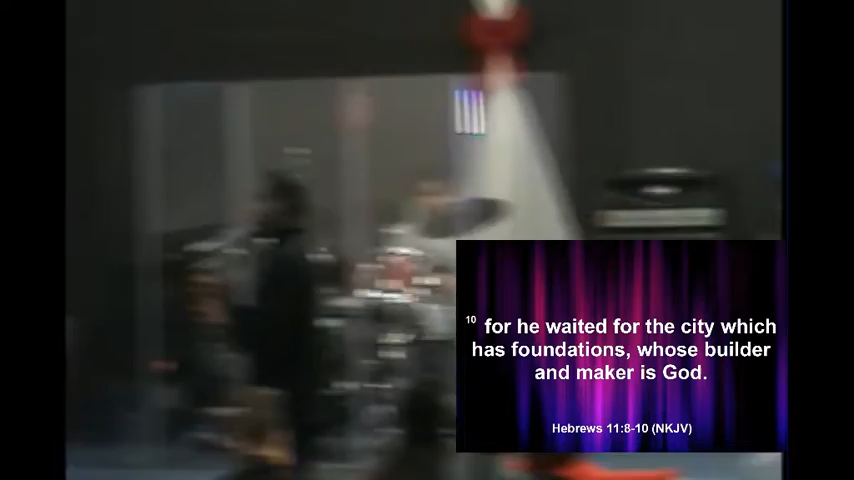 10 for he waited for the city which
has foundations, whose builder
and maker is God.
Hebrews 11:8-10 (NKJV)